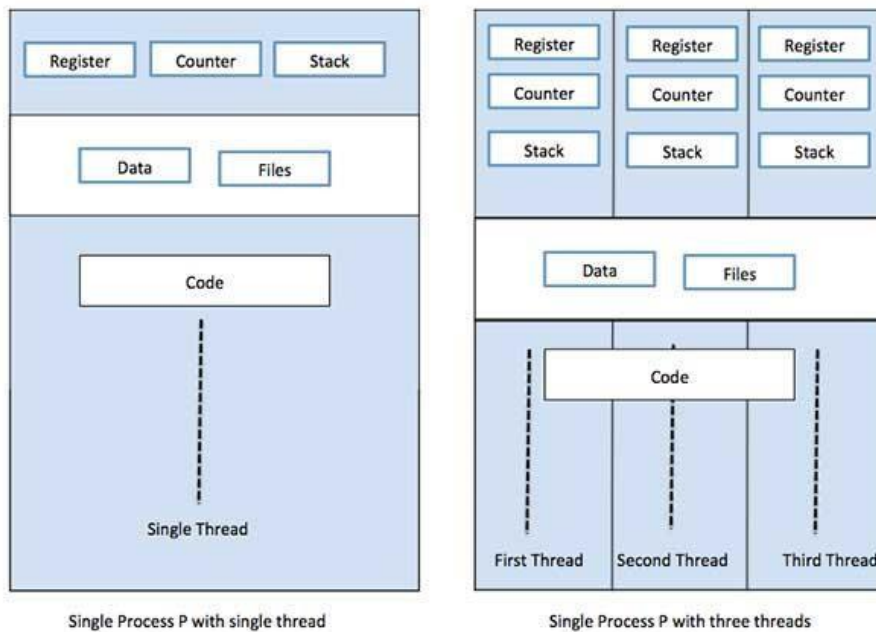 Register Counter Stack
Data Files
Code
Single Thread
Single Process P with single thread
Register Register Register
Counter Counter Counter
Stack Stack Stack
Data Files
Code
First Thread Second Thread Third Thread
Single Process P with three threads